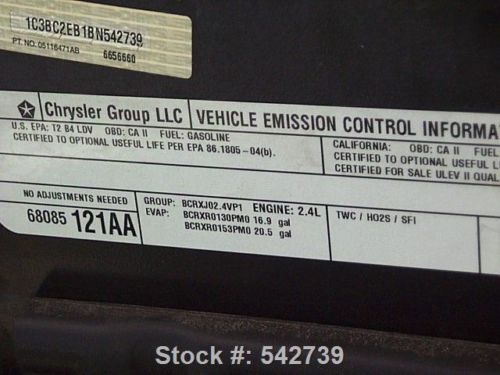 1C3BC2EB1BN542739
PT. NO. 05116471AB 6656660
Chrysler Group LLC VEHICLE EMISSION CONTROL INFORMA
U.S. EPA: T2 B4 LDV OBD: CA II FUEL: GASOLINE
CERTIFIED TO OPTIONAL USEFUL LIFE PER EPA 86.1805-04(b).
CALIFORNIA: OBD: CA II FUEL
CERTIFIED TO OPTIONAL USEFUL L
CERTIFIED FOR SALE ULEV II QUAL
NO ADJUSTMENTS NEEDED
68085 121AA
GROUP: BCRXJ02.4VP1 ENGINE: 2.4L
EVAP: BCRXR0130PM0 16.9 gal
BCRXR0153PM0 20.5 gal
TWC / HO2S / SFI
Stock #: 542739